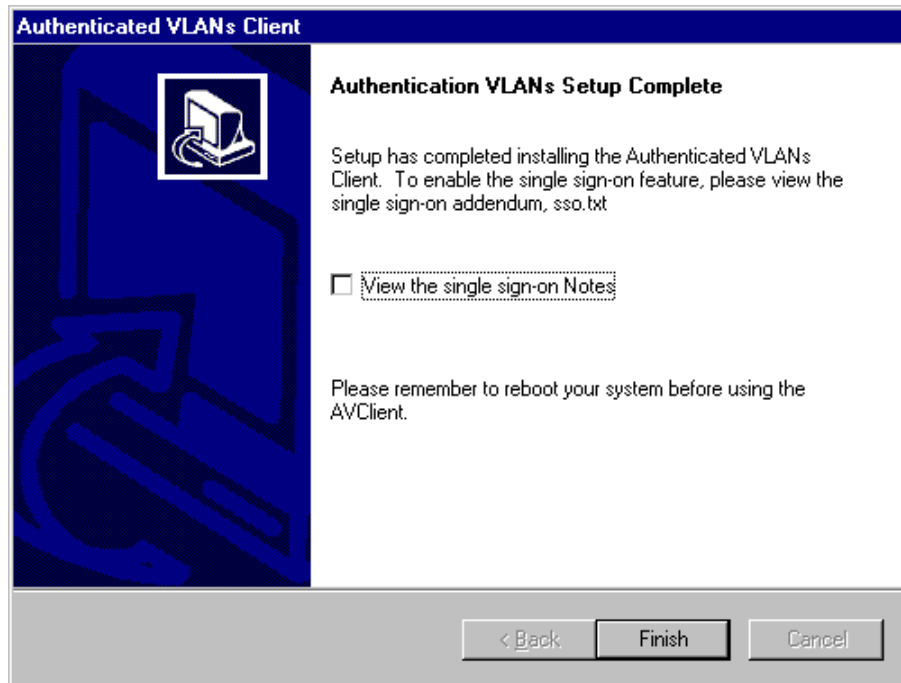 Authenticated VLANs Client
Authentication VLANs Setup Complete
Setup has completed installing the Authenticated VLANs
Client.  To enable the single sign-on feature, please view the
single sign-on addendum, sso.txt
View the single sign-on Notes
Please remember to reboot your system before using the
AVClient.
< Back
Finish
Cancel